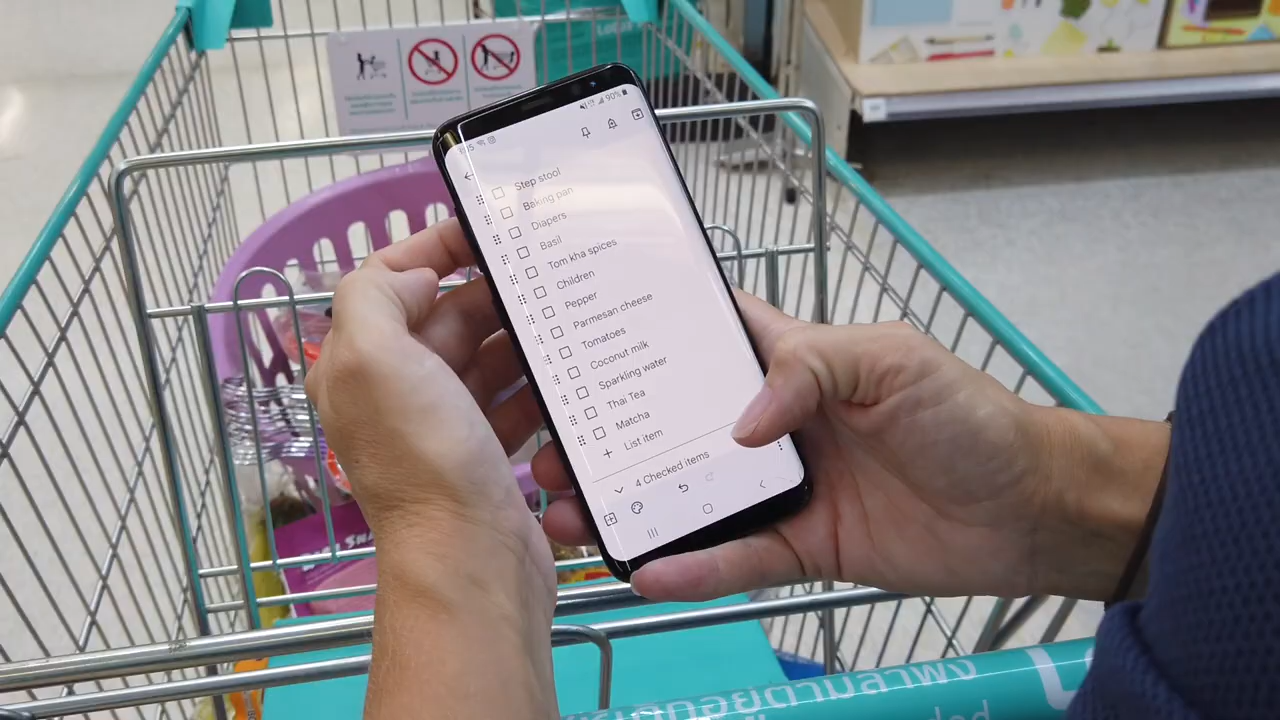 90%
Step stool
Baking pan
Diapers
Basil
Tom kha spices
Children
Pepper
Parmesan cheese
Tomatoes
Coconut milk
Sparkling water
Thai Tea
Matcha
+ List item
4 Checked items